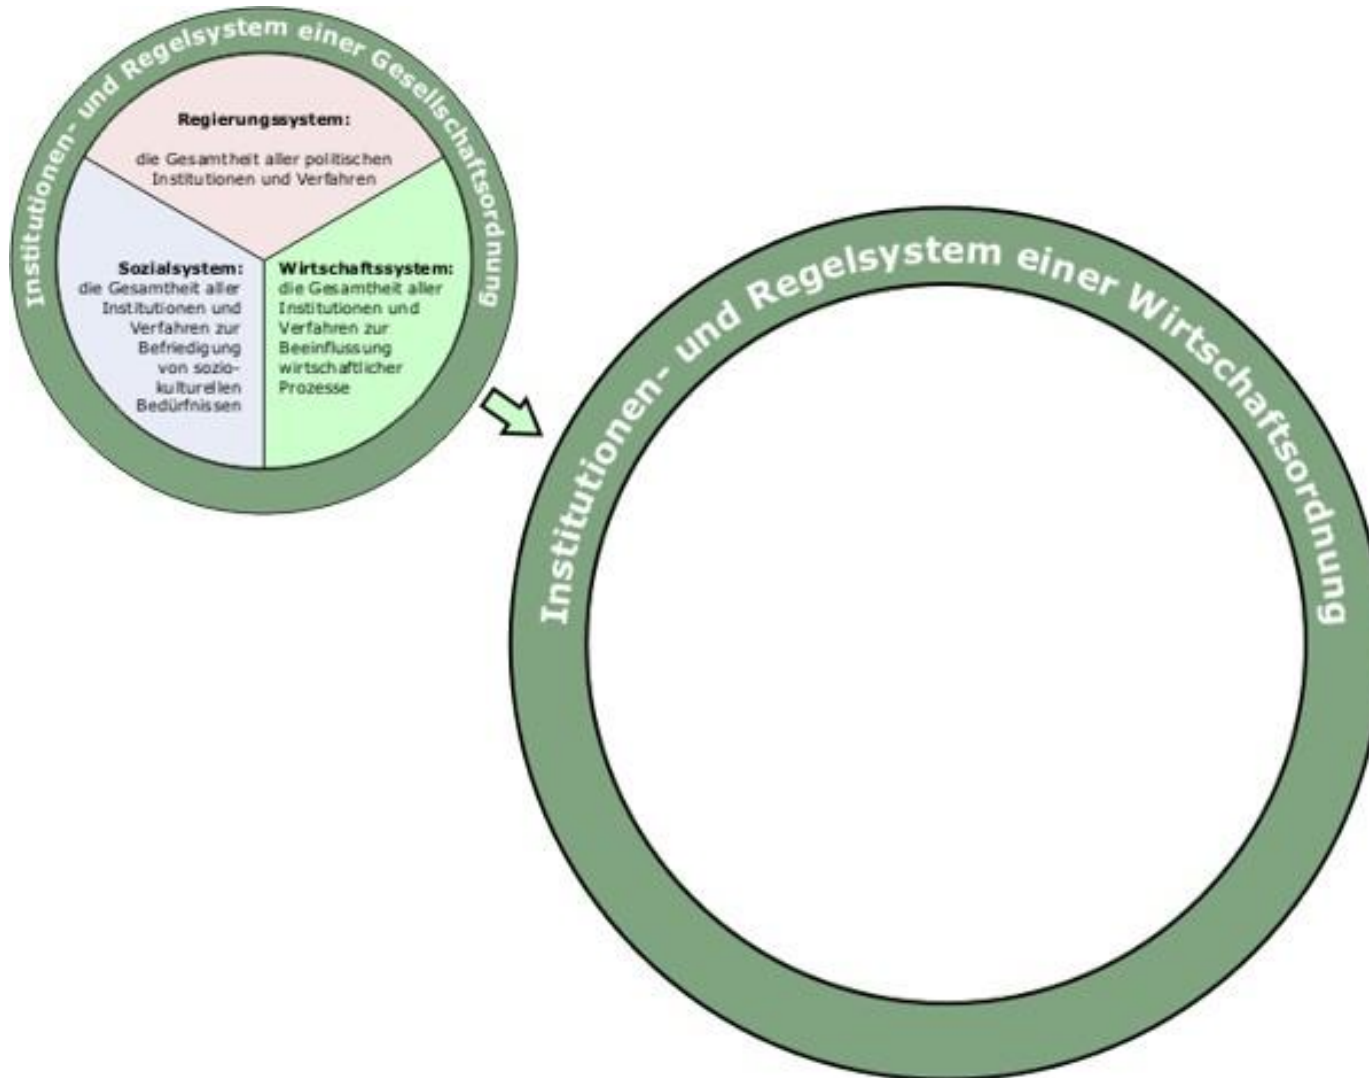 Institutionen- und Regelsystem einer Gesellschaftsordnung
Regierungssystem:
die Gesamtheit aller politischen
Institutionen und Verfahren
Sozialsystem:
die Gesamtheit aller
Institutionen und
Verfahren zur
Befriedigung
von sozio-
kulturellen
Bedürfnissen
Wirtschaftssystem:
die Gesamtheit aller
Institutionen und
Verfahren zur
Beeinflussung
wirtschaftlicher
Prozesse
Institutionen- und Regelsystem einer Wirtschaftsordnung